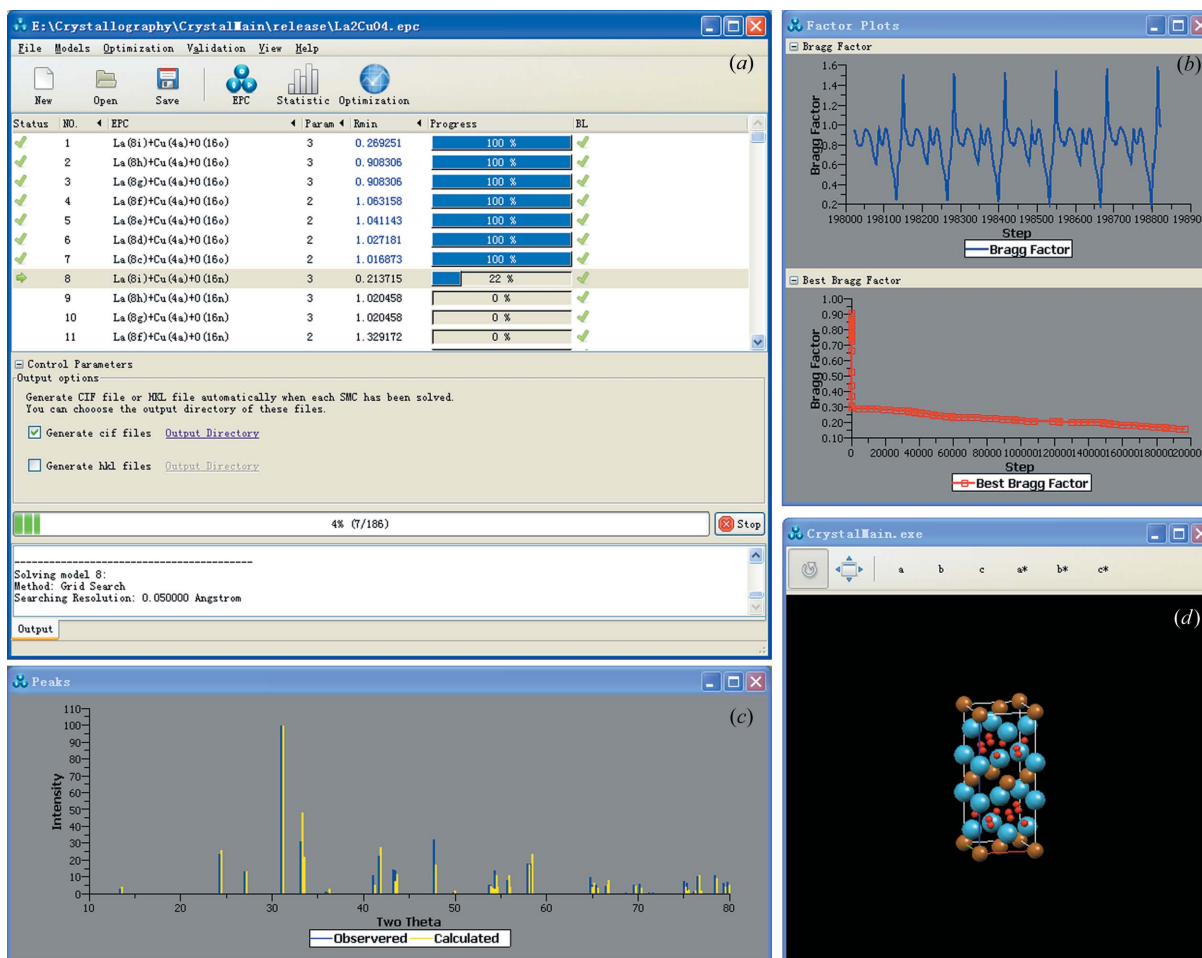 E:\Crystallography\CrystalMain\release\La2CuO4.epc
File Models Optimization Validation View Help
(a)
New Open Save EPC Statistic Optimization
Status NO. EPC Param Rmin Progress BL
1 La(8i)+Cu(4a)+O(16o) 3 0.269251 100 %
2 La(8h)+Cu(4a)+O(16o) 3 0.908306 100 %
3 La(8g)+Cu(4a)+O(16o) 3 0.908306 100 %
4 La(8f)+Cu(4a)+O(16o) 2 1.063158 100 %
5 La(8e)+Cu(4a)+O(16o) 2 1.041143 100 %
6 La(8d)+Cu(4a)+O(16o) 2 1.027181 100 %
7 La(8c)+Cu(4a)+O(16o) 2 1.016873 100 %
8 La(8i)+Cu(4a)+O(16n) 3 0.213715 22 %
9 La(8h)+Cu(4a)+O(16n) 3 1.020458 0 %
10 La(8g)+Cu(4a)+O(16n) 3 1.020458 0 %
11 La(8f)+Cu(4a)+O(16n) 2 1.329172 0 %
Control Parameters
Output options
Generate CIF file or HKL file automatically when each SMC has been solved.
You can chooose the output directory of these files.
Generate cif files Output Directory
Generate hkl files Output Directory
4% (7/186)
Stop
------------------------------------------
Solving model 8:
Method: Grid Search
Searching Resolution: 0.050000 Angstrom
Output
Factor Plots
Bragg Factor
(b)
1.6
1.4
1.2
1.0
0.8
0.6
0.4
0.2
Bragg Factor
198000 198100 198200 198300 198400 198500 198600 198700 198800 19890
Step
Bragg Factor
Best Bragg Factor
1.00
0.90
0.80
0.70
0.60
0.50
0.40
0.30
0.20
0.10
Bragg Factor
0 20000 40000 60000 80000 10000012000014000016000018000020000
Step
Best Bragg Factor
Peaks
(c)
110
100
90
80
70
60
50
40
30
20
10
0
Intensity
10 20 30 40 50 60 70 80
Two Theta
Observered Calculated
CrystalMain.exe
a b c a* b* c*
(d)